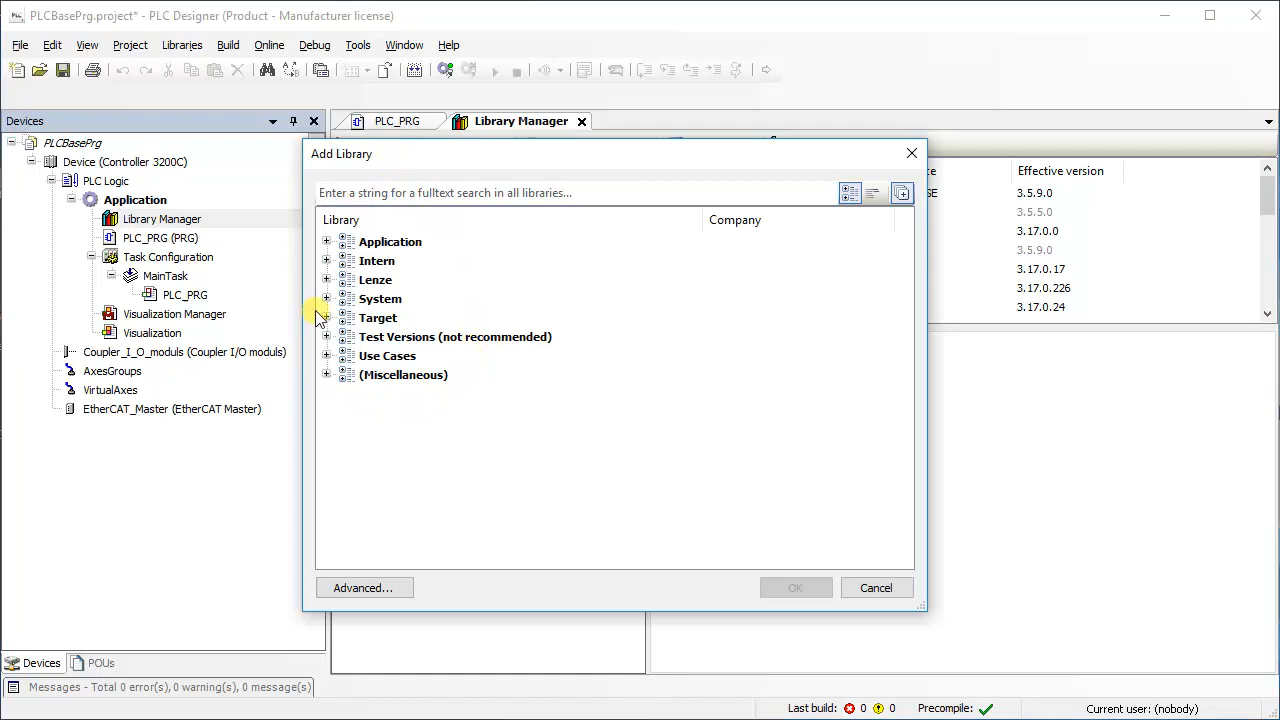 PLCBasePrg.project* - PLC Designer (Product - Manufacturer license)
File Edit View Project Libraries Build Online Debug Tools Window Help
Devices
PLC_PRG
Library Manager
PLCBasePrg
Device (Controller 3200C)
PLC Logic
Application
Library Manager
PLC_PRG (PRG)
Task Configuration
MainTask
PLC_PRG
Visualization Manager
Visualization
Coupler_I_O_moduls (Coupler I/O moduls)
AxesGroups
VirtualAxes
EtherCAT_Master (EtherCAT Master)
Devices
POUs
Add Library
Enter a string for a fulltext search in all libraries...
Library Company
Application
Intern
Lenze
System
Target
Test Versions (not recommended)
Use Cases
(Miscellaneous)
Advanced...
OK
Cancel
Effective version
3.5.9.0
3.5.5.0
3.17.0.0
3.5.9.0
3.17.0.17
3.17.0.226
3.17.0.24
Messages - Total 0 error(s), 0 warning(s), 0 message(s)
Last build: 0 0 Precompile: Current user: (nobody)